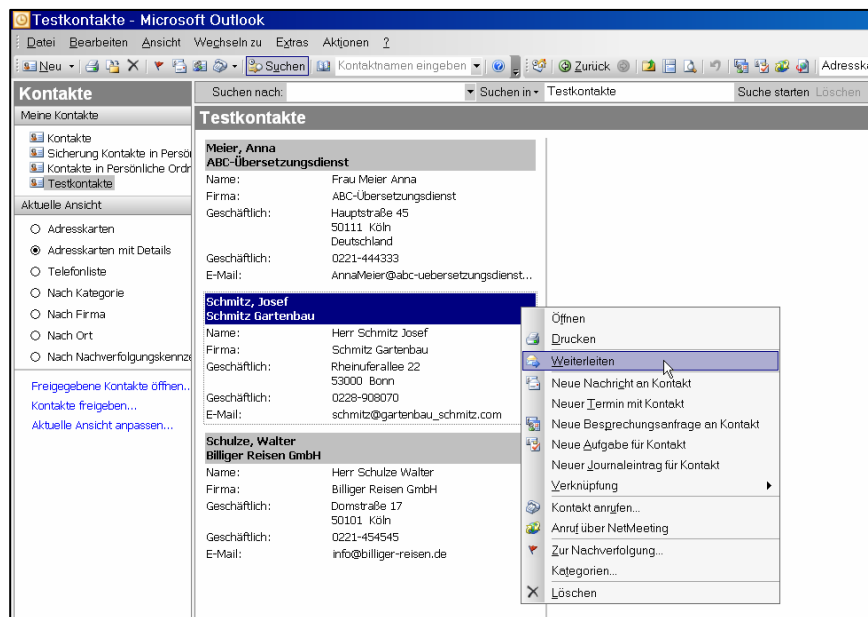 Testkontakte - Microsoft Outlook
Datei Bearbeiten Ansicht Wechseln zu Extras Aktionen ?
Neu Suchen Kontaktnamen eingeben Zurück
Kontakte
Suchen nach: Suchen in Testkontakte Suche starten Löschen
Meine Kontakte
Kontakte
Sicherung Kontakte in
Kontakte in Persönliche
Testkontakte
Aktuelle Ansicht
Adresskarten
Adresskarten mit Details
Telefonliste
Nach Kategorie
Nach Firma
Nach Ort
Nach
Freigegebene Kontakte öffnen..
Kontakte freigeben...
Aktuelle Ansicht anpassen...
Testkontakte
Meier, Anna
ABC-Übersetzungsdienst
Name: Frau Meier Anna
Firma: ABC-Übersetzungsdienst
Geschäftlich: Hauptstraße 45
50111 Köln
Deutschland
Geschäftlich: 0221-444333
E-Mail: AnnaMeier@abc-uebersetzungsdienst...
Schmitz, Josef
Schmitz Gartenbau
Name: Herr Schmitz Josef
Firma: Schmitz Gartenbau
Geschäftlich: Rheinuferallee 22
53000 Bonn
Geschäftlich: 0228-908070
E-Mail: schmitz@gartenbau_schmitz.com
Schulze, Walter
Billiger Reisen GmbH
Name: Herr Schulze Walter
Firma: Billiger Reisen GmbH
Geschäftlich: Domstraße 17
50101 Köln
Geschäftlich: 0221-454545
E-Mail: info@billiger-reisen.de
Öffnen
Drucken
Weiterleiten
Neue Nachricht an Kontakt
Neuer Termin mit Kontakt
Neue Besprechungsanfrage an Kontakt
Neue Aufgabe für Kontakt
Neuer Journaleintrag für Kontakt
Verknüpfung
Kontakt anrufen...
Anruf über NetMeeting
Zur Nachverfolgung...
Kategorien...
Löschen